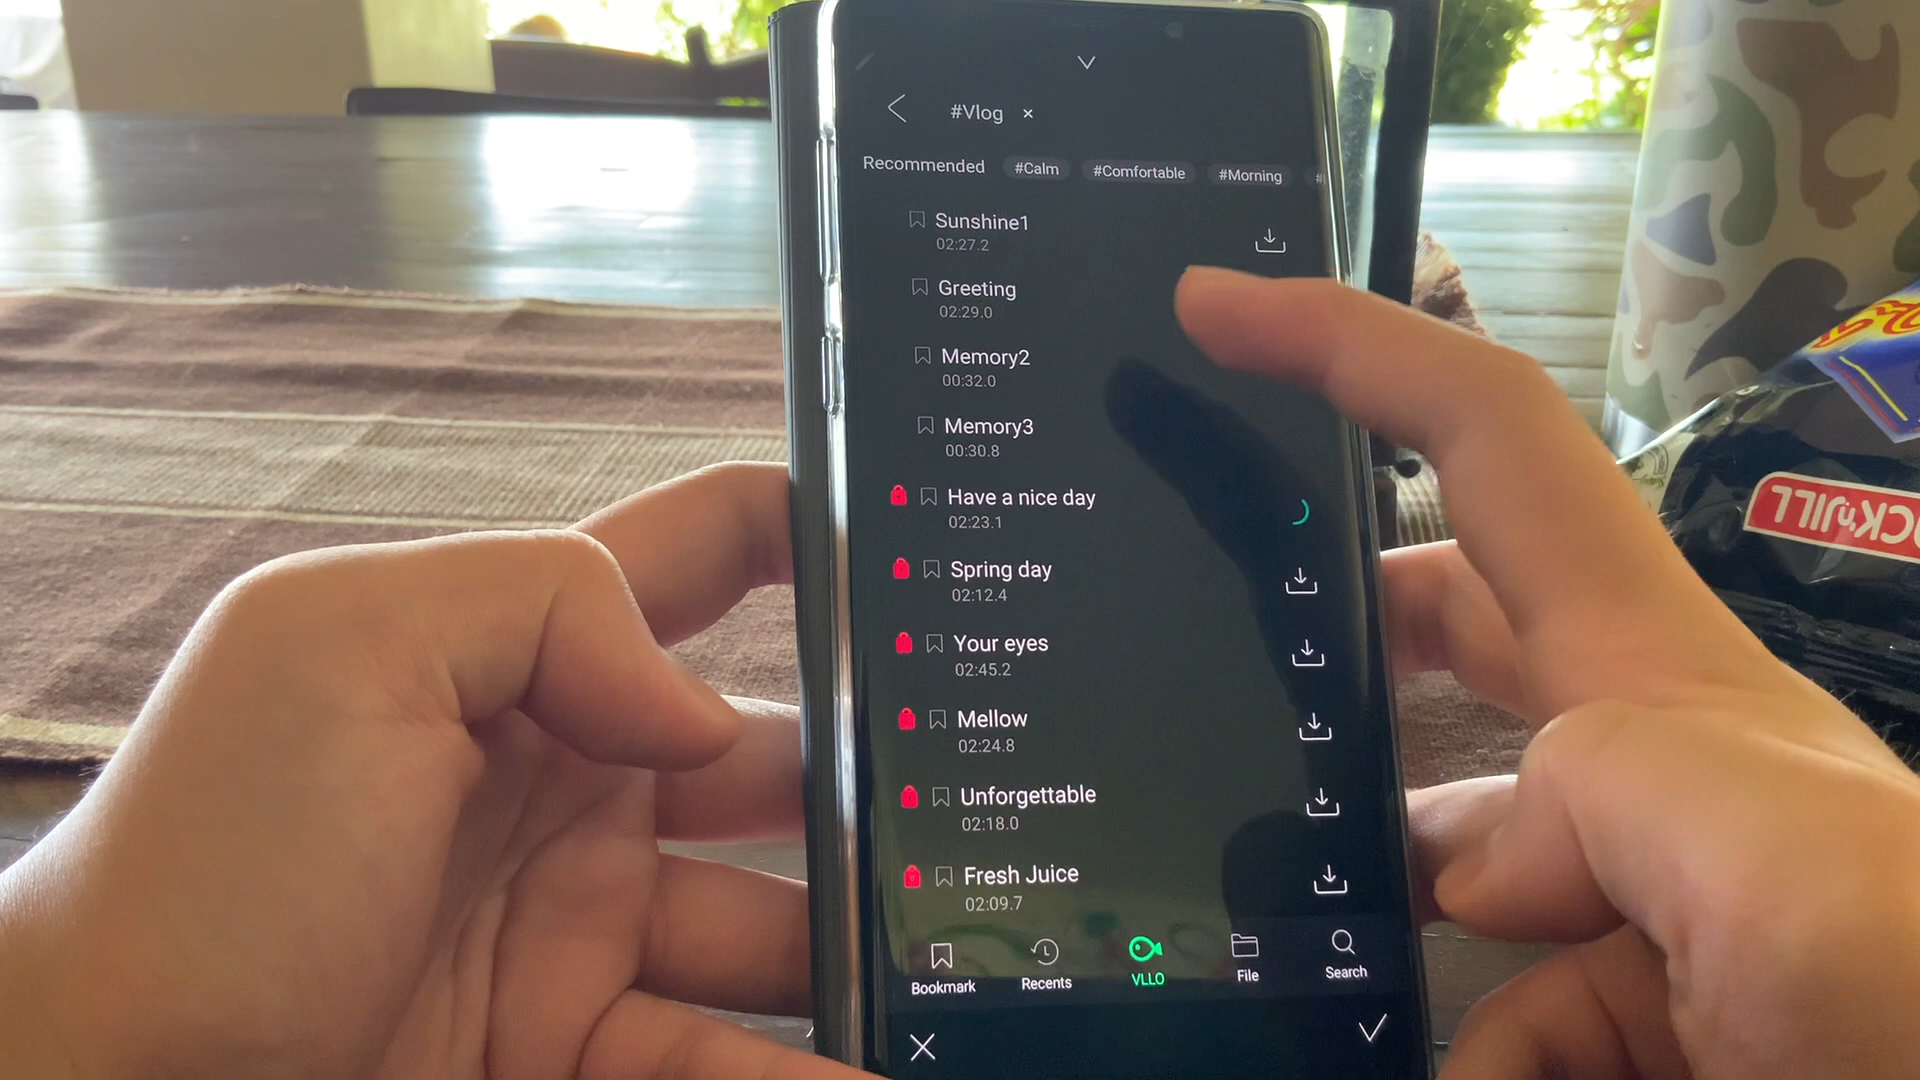 #Vlog ×
Recommended #Calm #Comfortable #Morning #
Sunshine1
02:27.2
Greeting
02:29.0
Memory2
00:32.0
Memory3
00:30.8
Have a nice day
02:23.1
Spring day
02:12.4
Your eyes
02:45.2
Mellow
02:24.8
Unforgettable
02:18.0
Fresh Juice
02:09.7
Bookmark Recents VLLO File Search
CK'nJILL